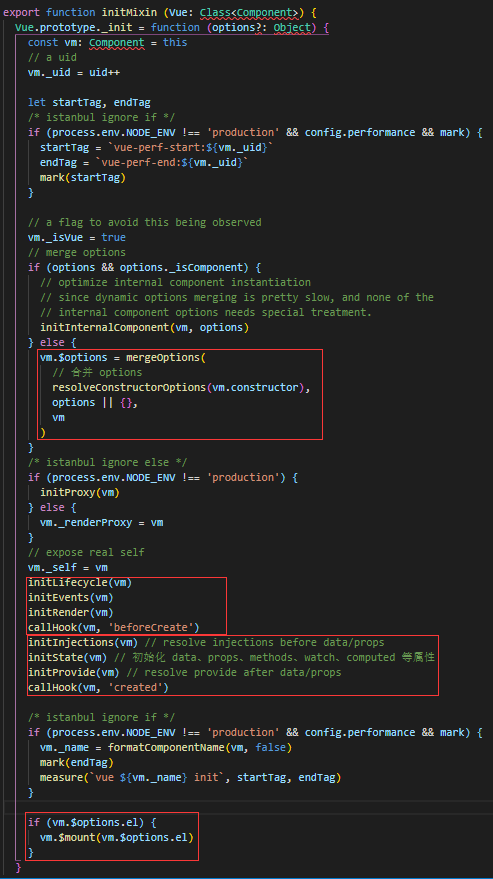 export function initMixin (Vue: Class<Component>) {
  Vue.prototype._init = function (options?: Object) {
    const vm: Component = this
    // a uid
    vm._uid = uid++

    let startTag, endTag
    /* istanbul ignore if */
    if (process.env.NODE_ENV !== 'production' && config.performance && mark) {
      startTag = `vue-perf-start:${vm._uid}`
      endTag = `vue-perf-end:${vm._uid}`
      mark(startTag)
    }

    // a flag to avoid this being observed
    vm._isVue = true
    // merge options
    if (options && options._isComponent) {
      // optimize internal component instantiation
      // since dynamic options merging is pretty slow, and none of the
      // internal component options needs special treatment.
      initInternalComponent(vm, options)
    } else {
      vm.$options = mergeOptions(
        // 合并 options
        resolveConstructorOptions(vm.constructor),
        options || {},
        vm
      )
    }
    /* istanbul ignore else */
    if (process.env.NODE_ENV !== 'production') {
      initProxy(vm)
    } else {
      vm._renderProxy = vm
    }
    // expose real self
    vm._self = vm
    initLifecycle(vm)
    initEvents(vm)
    initRender(vm)
    callHook(vm, 'beforeCreate')
    initInjections(vm) // resolve injections before data/props
    initState(vm) // 初始化 data、props、methods、watch、computed 等属性
    initProvide(vm) // resolve provide after data/props
    callHook(vm, 'created')

    /* istanbul ignore if */
    if (process.env.NODE_ENV !== 'production' && config.performance && mark) {
      vm._name = formatComponentName(vm, false)
      mark(endTag)
      measure(`vue ${vm._name} init`, startTag, endTag)
    }

    if (vm.$options.el) {
      vm.$mount(vm.$options.el)
    }
  }